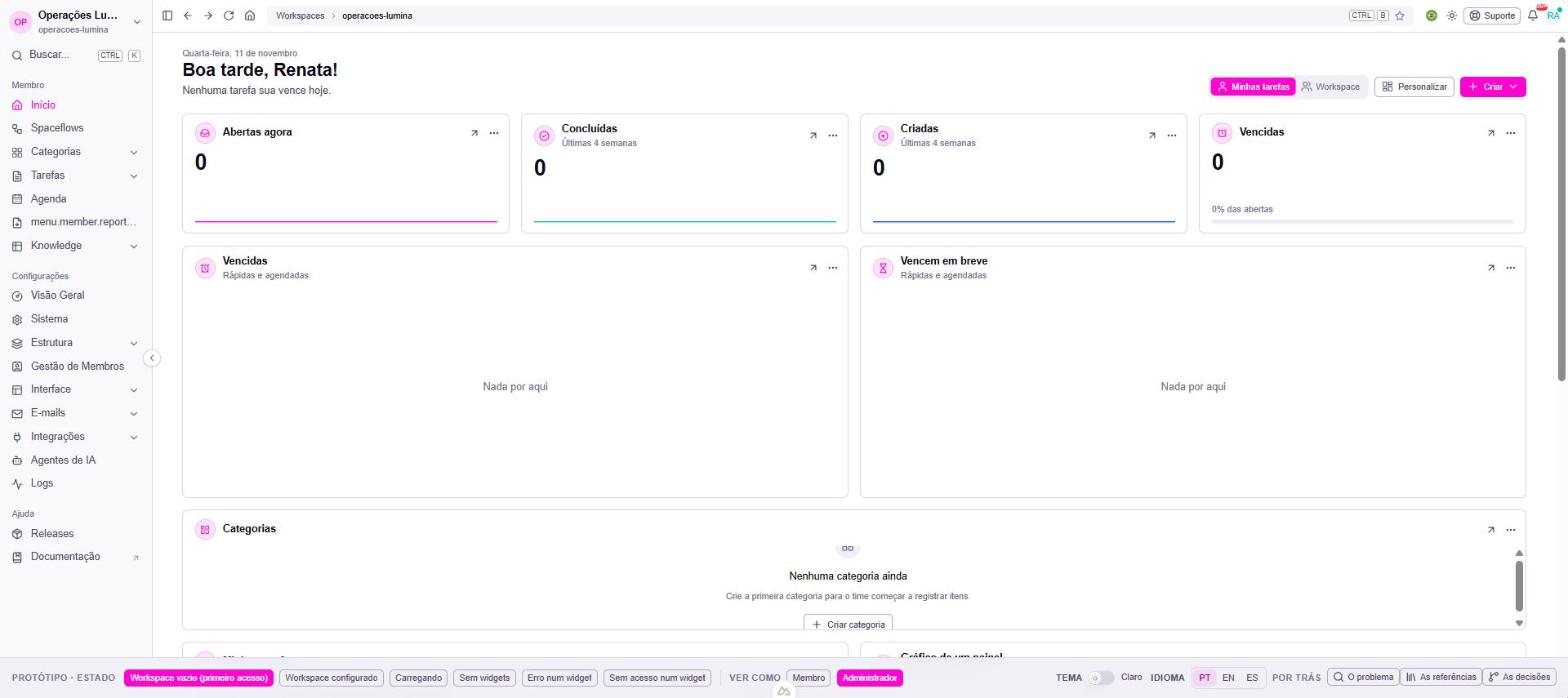 OP
Operações Lu...
operacoes-lumina
Workspaces > operacoes-lumina
CTRL B
Suporte
RA
Buscar... CTRL K
Membro
Início
Spaceflows
Categorias
Tarefas
Agenda
menu.member.report...
Knowledge
Configurações
Visão Geral
Sistema
Estrutura
Gestão de Membros
Interface
E-mails
Integrações
Agentes de IA
Logs
Ajuda
Releases
Documentação
Quarta-feira, 11 de novembro
Boa tarde, Renata!
Nenhuma tarefa sua vence hoje.
Minhas tarefas Workspace Personalizar + Criar
Abertas agora
0
Concluídas
Últimas 4 semanas
0
Criadas
Últimas 4 semanas
0
Vencidas
0
0% das abertas
Vencidas
Rápidas e agendadas
Nada por aqui
Vencem em breve
Rápidas e agendadas
Nada por aqui
Categorias
Nenhuma categoria ainda
Crie a primeira categoria para o time começar a registrar itens.
+ Criar categoria
Gráfico de um painel
PROTÓTIPO · ESTADO Workspace vazio (primeiro acesso) Workspace configurado Carregando Sem widgets Erro num widget Sem acesso num widget VER COMO Membro Administrador TEMA Claro IDIOMA PT EN ES POR TRÁS O problema As referências As decisões